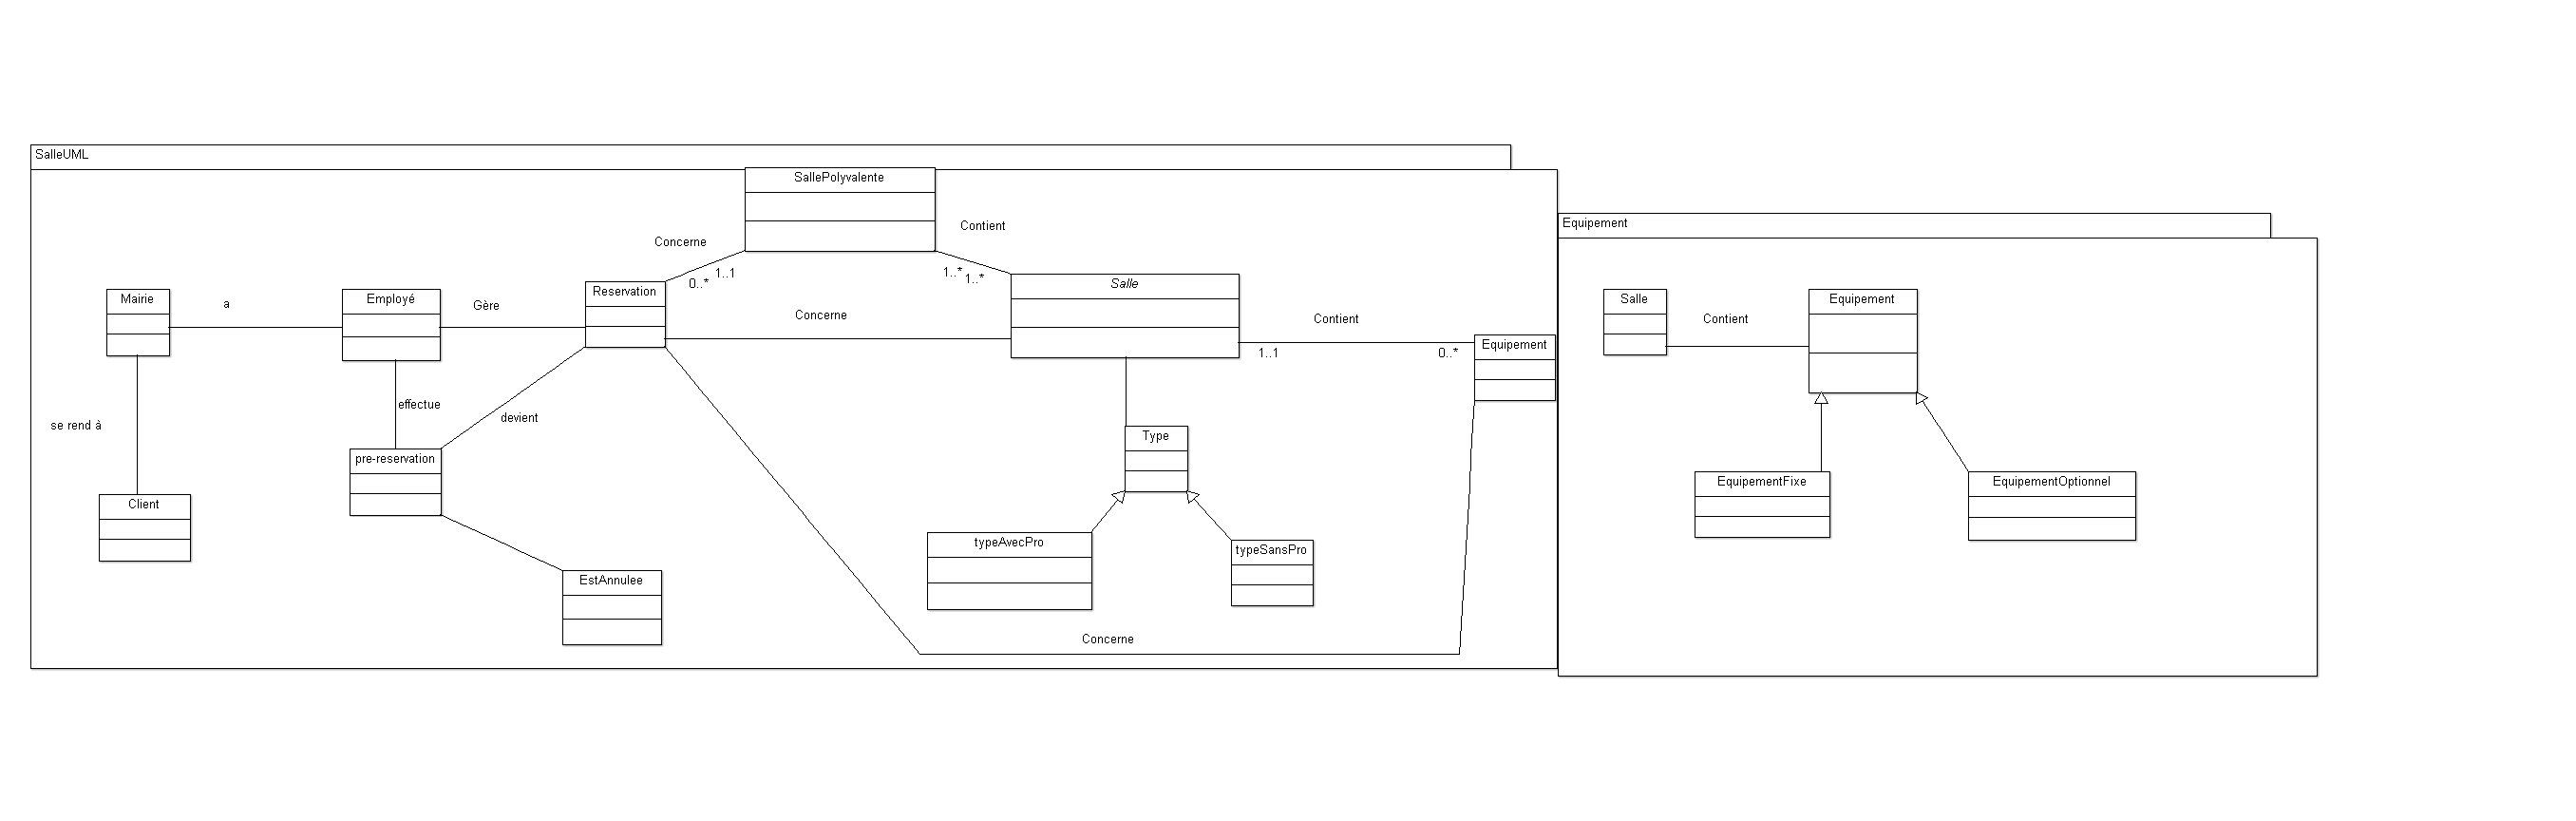 SalleUML
SallePolyvalente
Contient
Concerne
1..1
0..*
1..*
1..*
Salle
Reservation
Mairie
a
Employé
Gère
Concerne
Contient
1..1
0..*
Equipement
effectue
devient
se rend à
pre-reservation
Client
Type
typeAvecPro
typeSansPro
EstAnnulee
Concerne
Equipement
Salle
Contient
Equipement
EquipementFixe
EquipementOptionnel